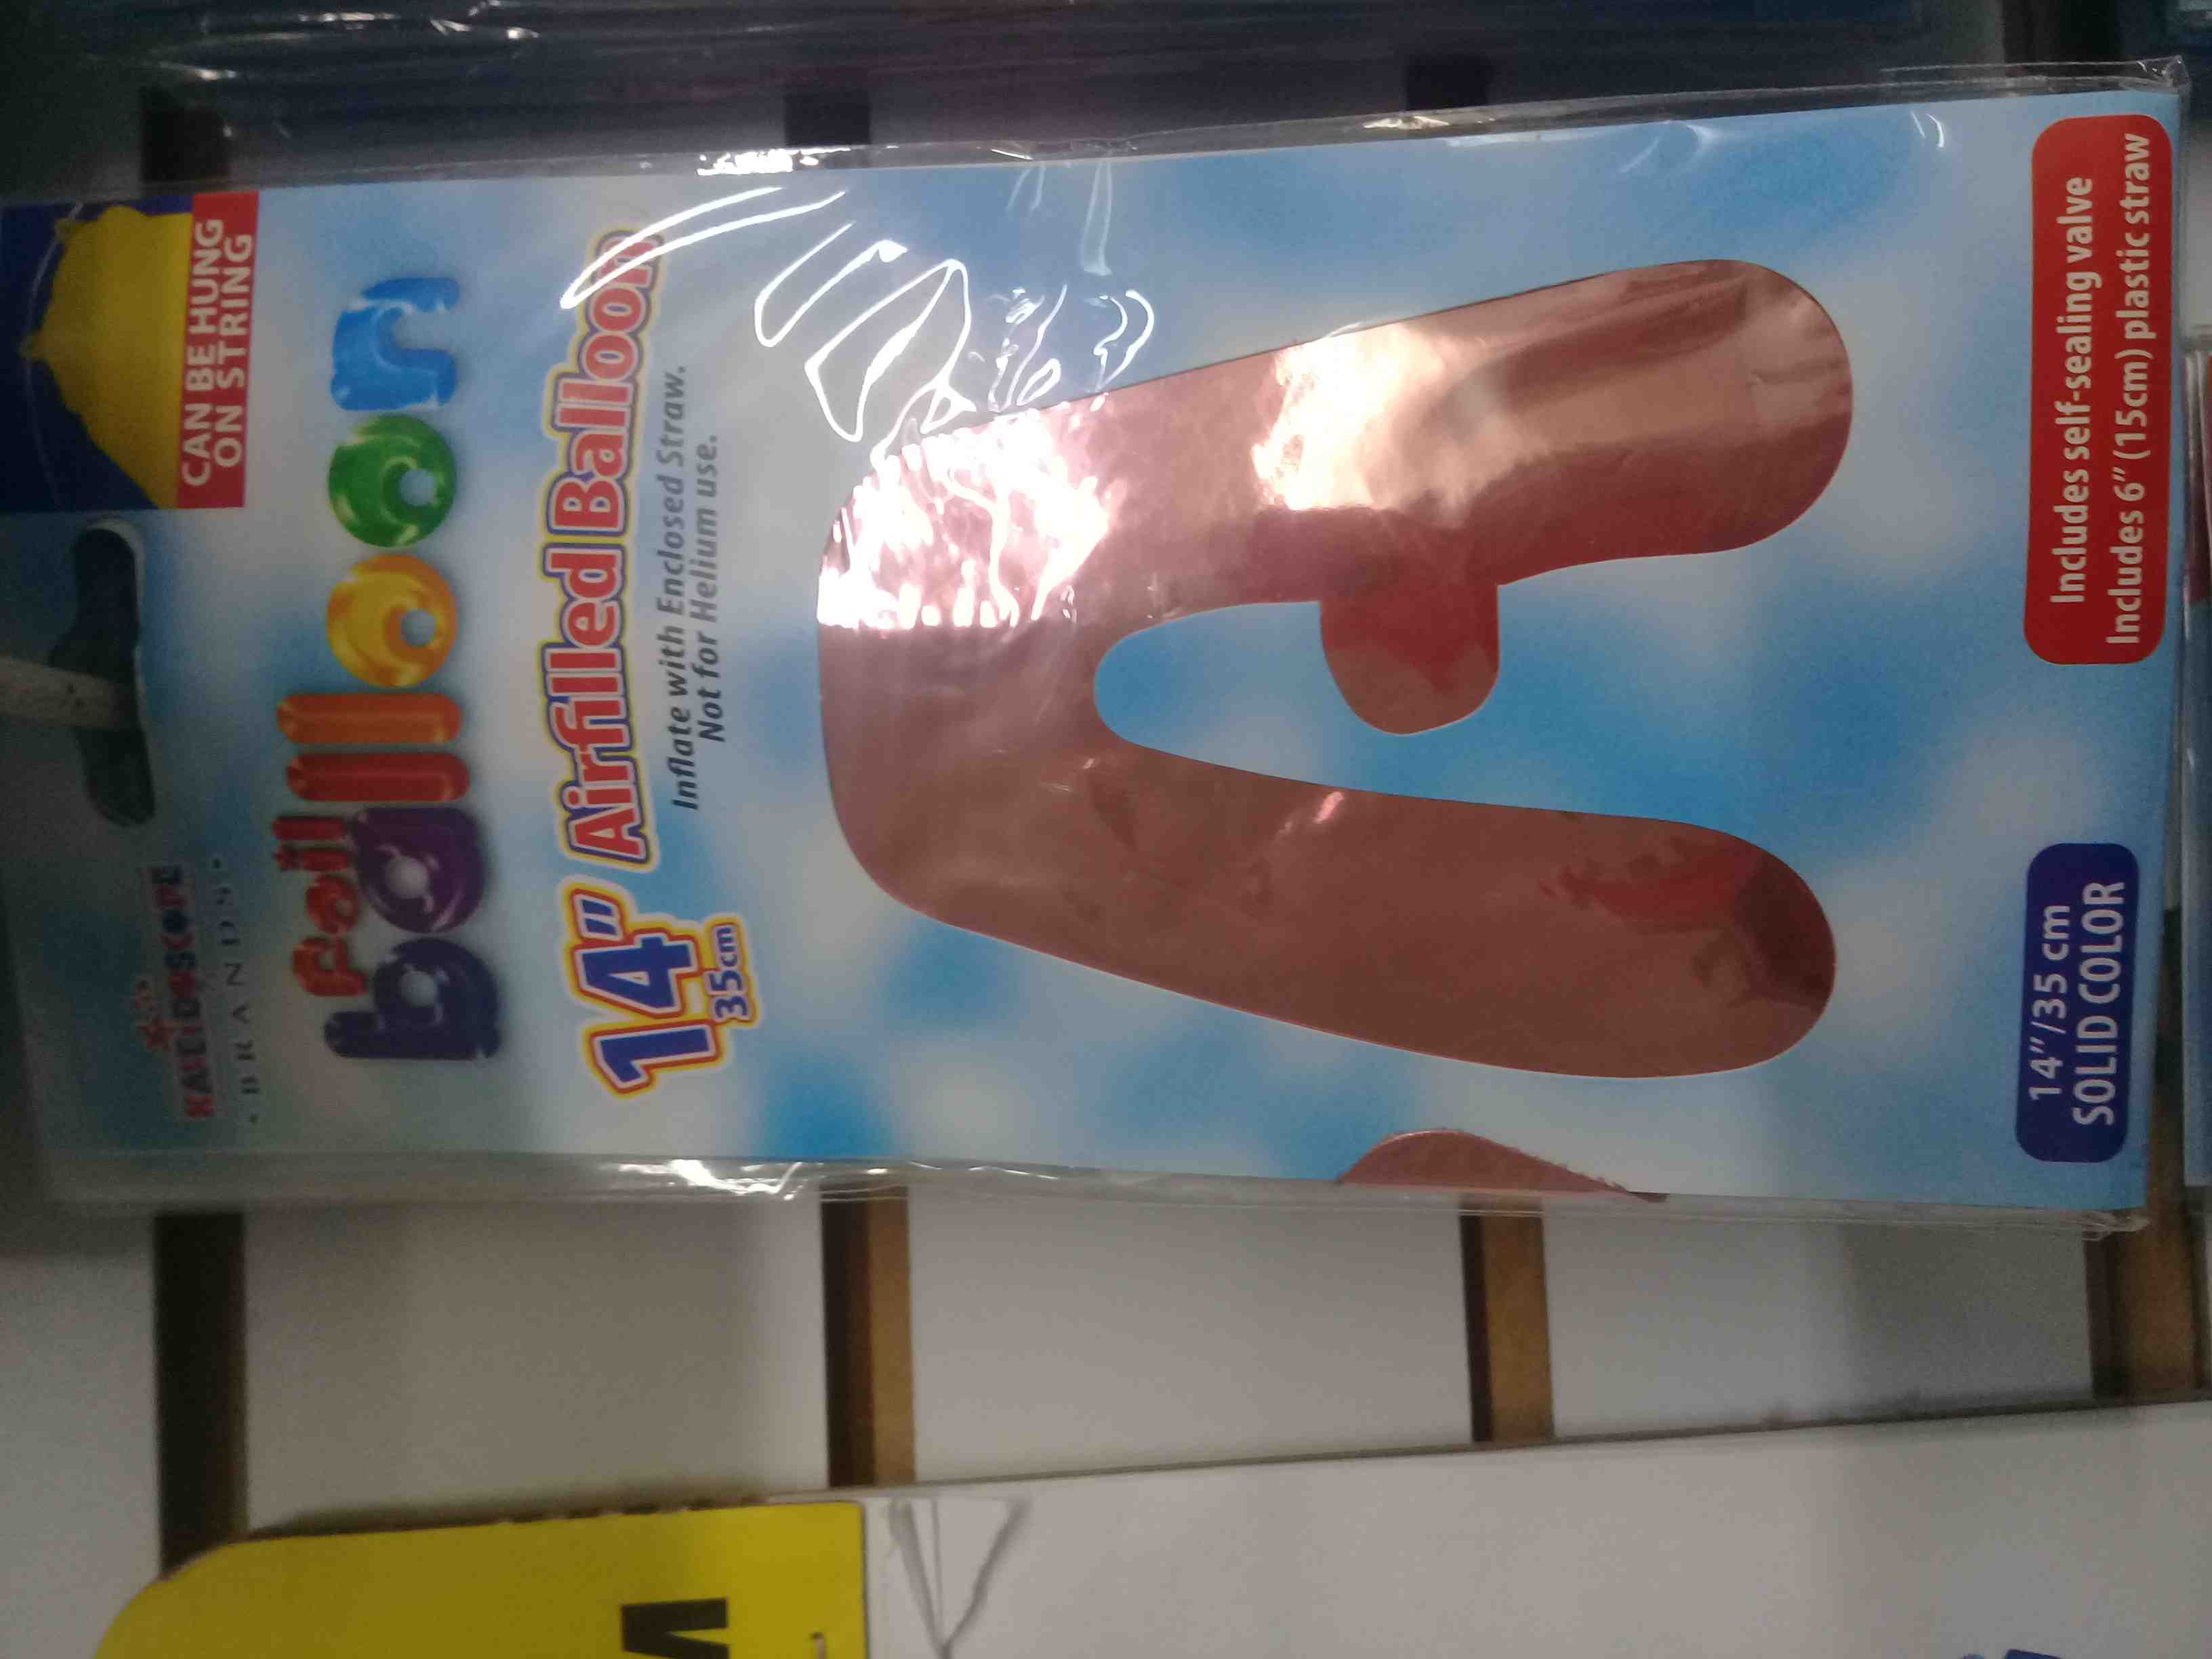 KALEIDOSCOPE
• BRANDS •
CAN BE HUNG
ON STRING
Foil
balloon
14" Airfilled Balloon
35cm
Inflate with Enclosed Straw.
Not for Helium use.
14"/35 cm
SOLID COLOR
Includes self-sealing valve
Includes 6" (15cm) plastic straw